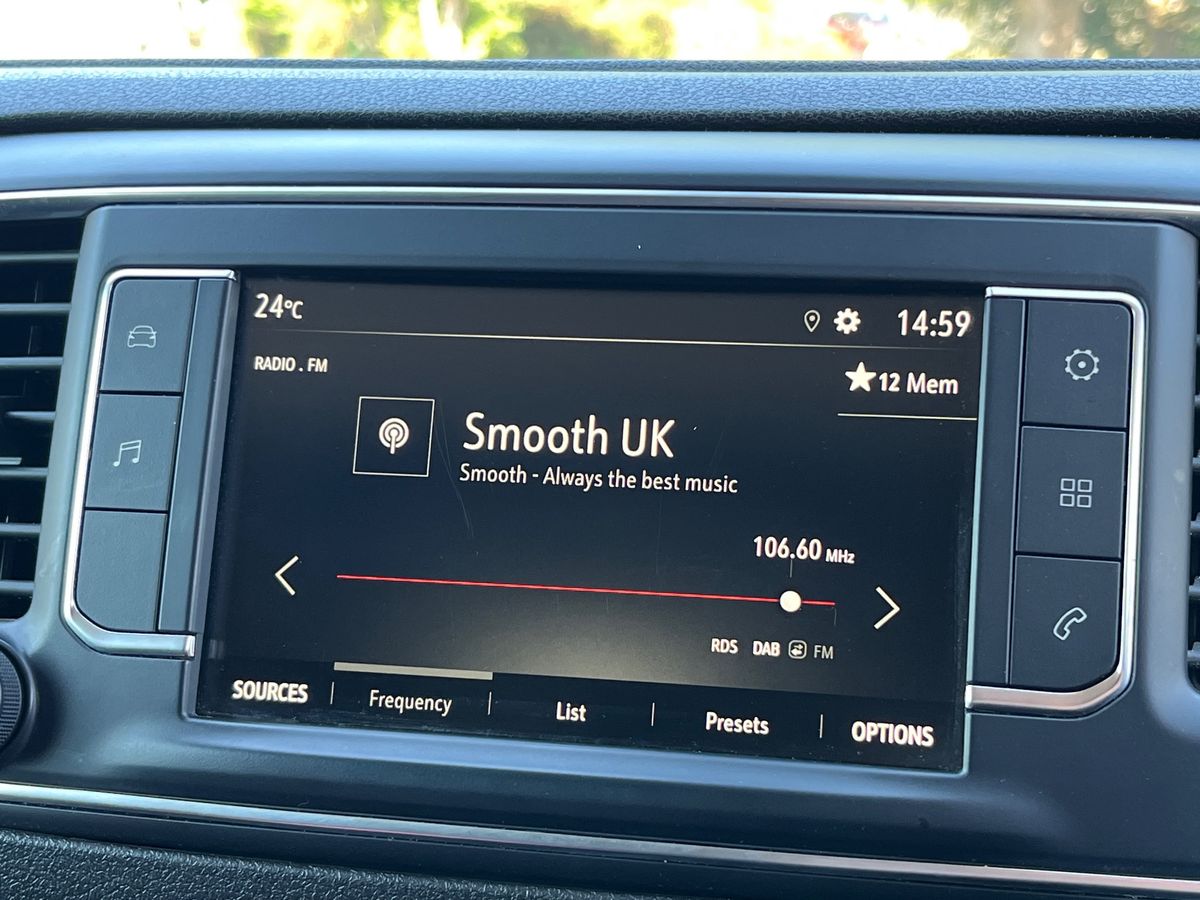 24°C
14:59
RADIO . FM
12 Mem
Smooth UK
Smooth - Always the best music
106.60 MHz
RDS DAB FM
SOURCES Frequency List Presets OPTIONS